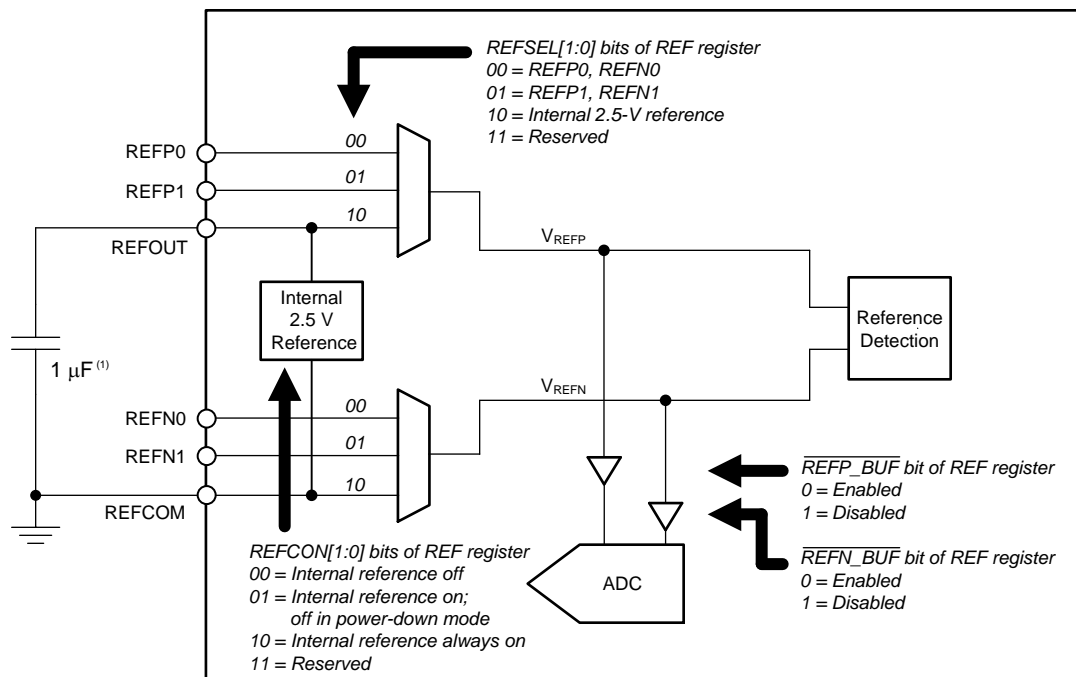 REFSEL[1:0] bits of REF register
00 = REFP0, REFN0
01 = REFP1, REFN1
10 = Internal 2.5-V reference
11 = Reserved
REFP0
00
REFP1
01
REFOUT
10
VREFP
Internal
2.5 V
Reference
Reference
Detection
1 μF (1)
VREFN
REFN0
00
REFN1
01
REFCOM
10
REFP_BUF bit of REF register
0 = Enabled
1 = Disabled
REFN_BUF bit of REF register
0 = Enabled
1 = Disabled
REFCON[1:0] bits of REF register
00 = Internal reference off
01 = Internal reference on;
off in power-down mode
10 = Internal reference always on
11 = Reserved
ADC